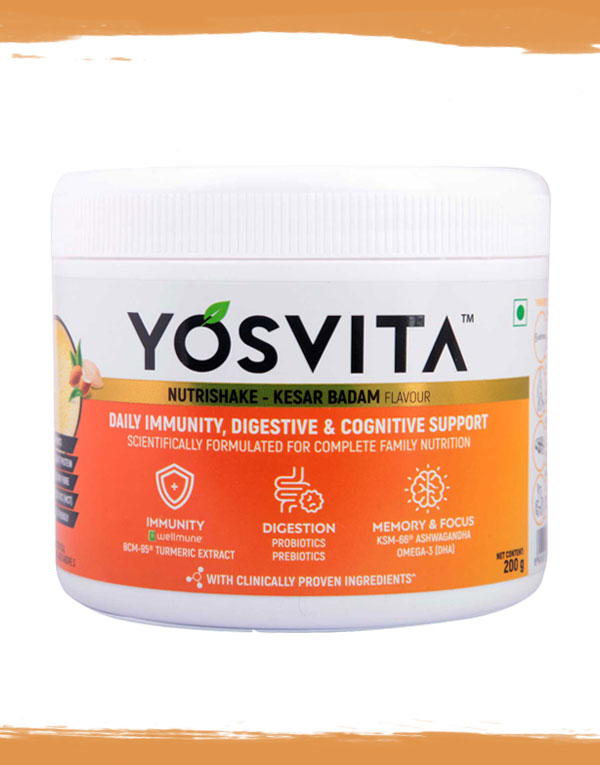 YOSVITA™
NUTRISHAKE - KESAR BADAM FLAVOUR
DAILY IMMUNITY, DIGESTIVE & COGNITIVE SUPPORT
SCIENTIFICALLY FORMULATED FOR COMPLETE FAMILY NUTRITION
IMMUNITY
wellmune®
BCM-95® TURMERIC EXTRACT
DIGESTION
PROBIOTICS
PREBIOTICS
MEMORY & FOCUS
KSM-66® ASHWAGANDHA
OMEGA-3 (DHA)
WITH CLINICALLY PROVEN INGREDIENTS^
NET CONTENT:
200 g
PROTEIN